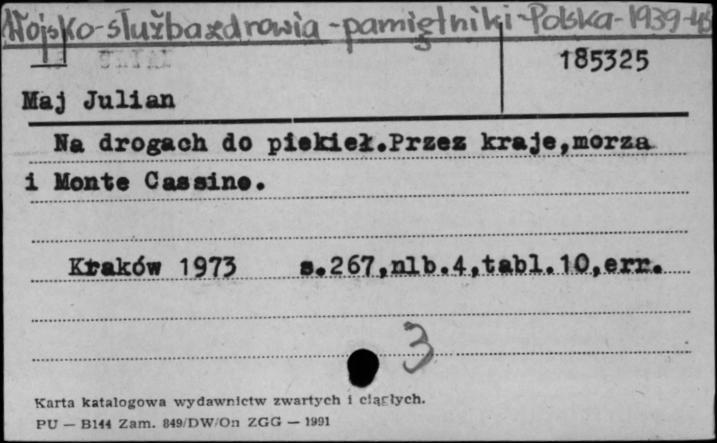 Wojsko-służba zdrowia-pamiętniki-Polska-1939-45
185325
Maj Julian
Na drogach do piekieł.Przez kraje,morza
i Monte Cassino.
Kraków 1973 s.267,nlb.4,tabl.10,err.
3
Karta katalogowa wydawnictw zwartych i ciągłych.
PU — B144 Zam. 849/DW/On ZGG — 1991